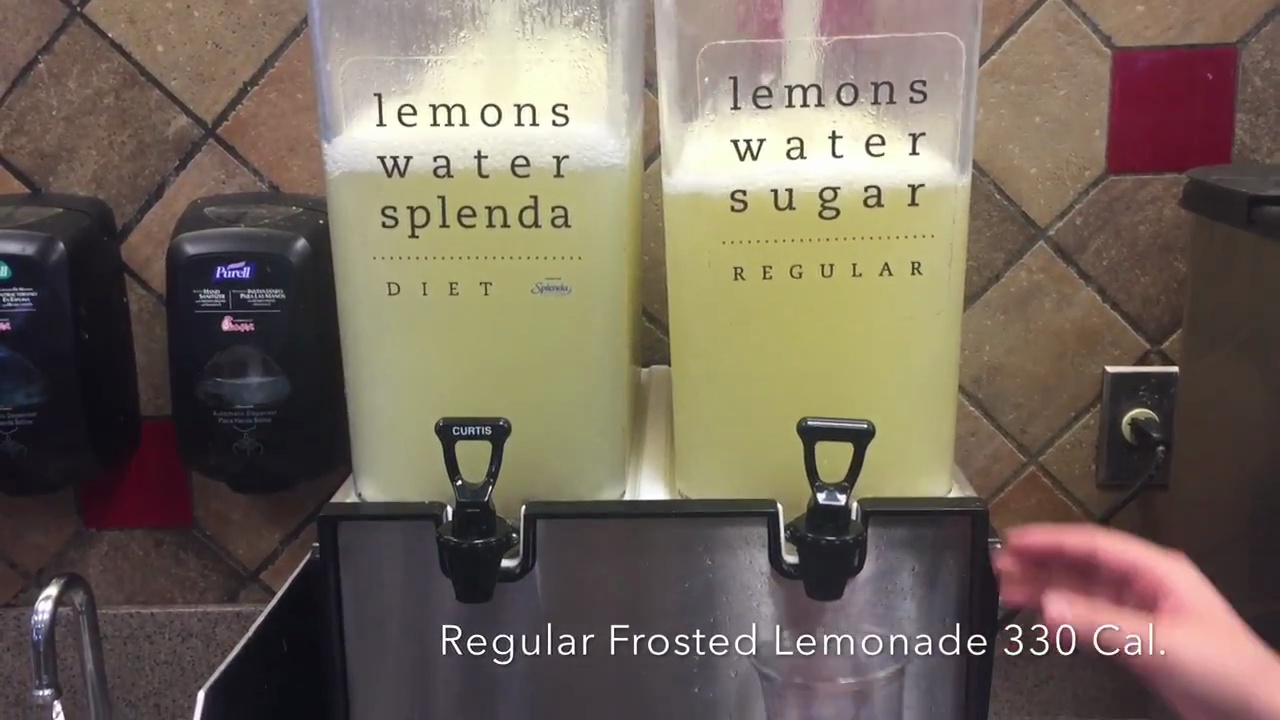 lemons
water
splenda
DIET
Splenda
lemons
water
sugar
REGULAR
Purell
CURTIS
Regular Frosted Lemonade 330 Cal.